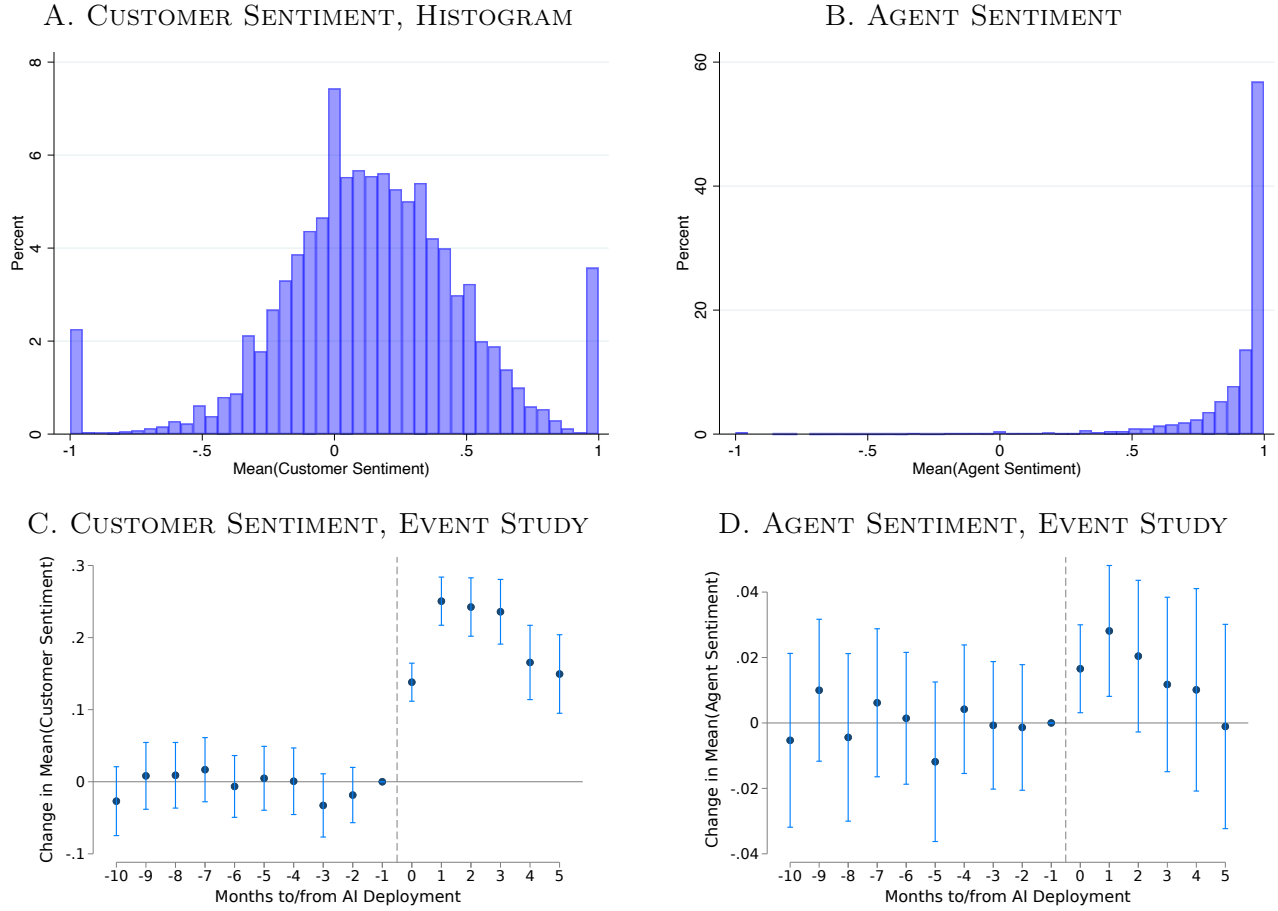 A. CUSTOMER SENTIMENT, HISTOGRAM
8
6
4
2
0
Percent
-1
-.5
0
.5
1
Mean(Customer Sentiment)
B. AGENT SENTIMENT
60
40
20
0
Percent
-1
-.5
0
.5
1
Mean(Agent Sentiment)
C. CUSTOMER SENTIMENT, EVENT STUDY
.3
.2
.1
0
-.1
Change in Mean(Customer Sentiment)
-10 -9 -8 -7 -6 -5 -4 -3 -2 -1 0 1 2 3 4 5
Months to/from AI Deployment
D. AGENT SENTIMENT, EVENT STUDY
.04
.02
0
-.02
-.04
Change in Mean(Agent Sentiment)
-10 -9 -8 -7 -6 -5 -4 -3 -2 -1 0 1 2 3 4 5
Months to/from AI Deployment